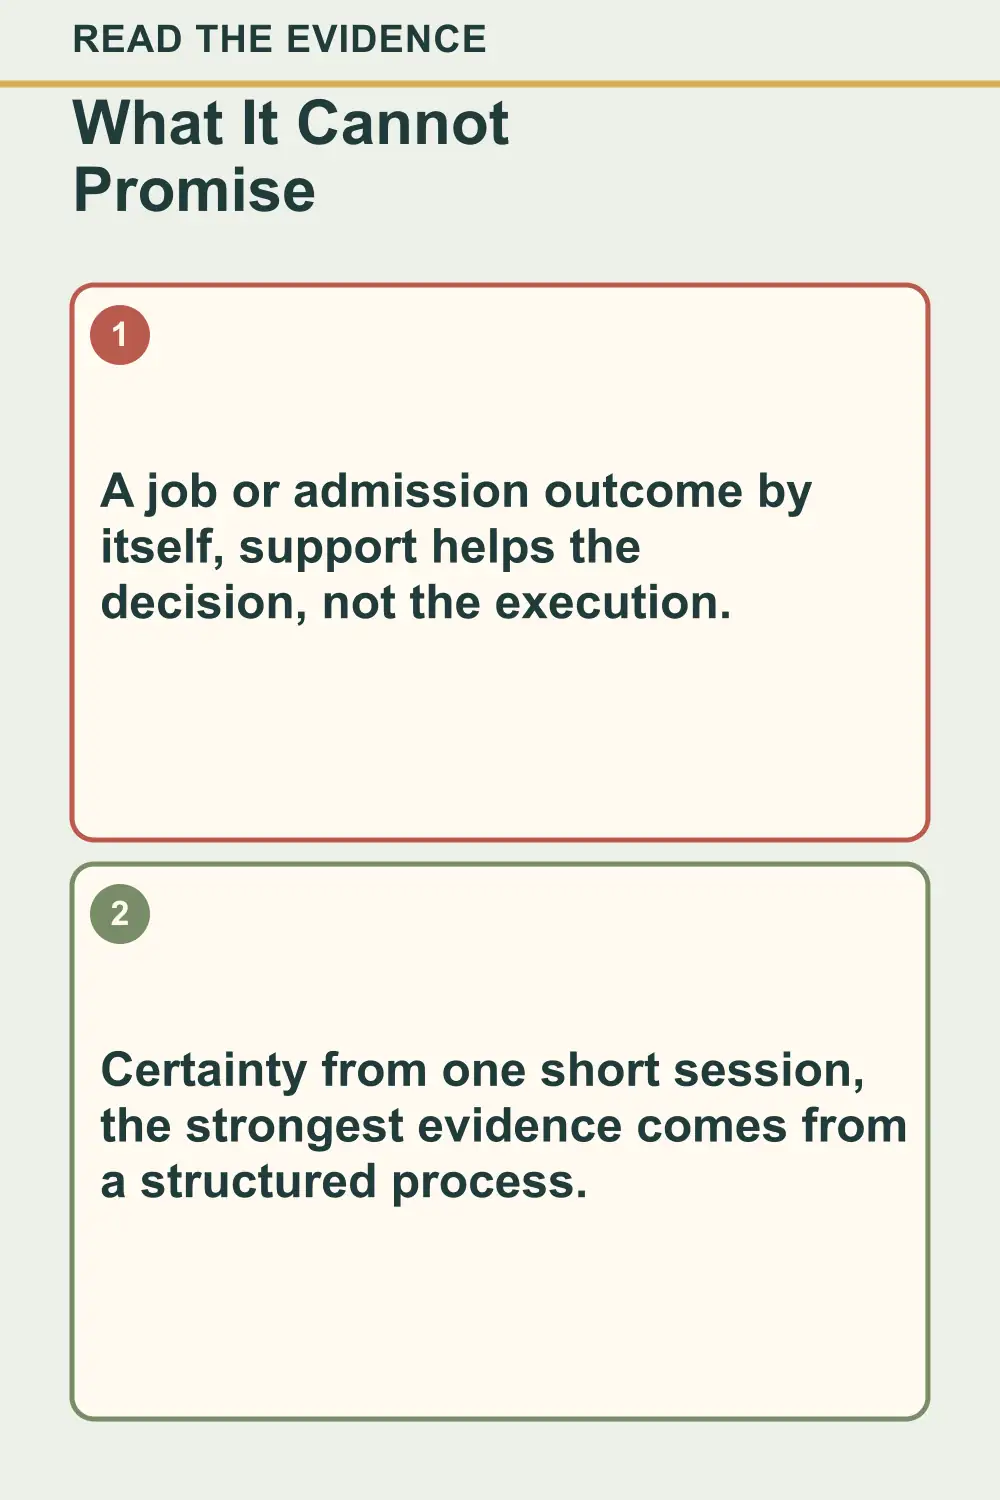 READ THE EVIDENCE
What It Cannot
Promise
1
A job or admission outcome by
itself, support helps the
decision, not the execution.
2
Certainty from one short session,
the strongest evidence comes from
a structured process.